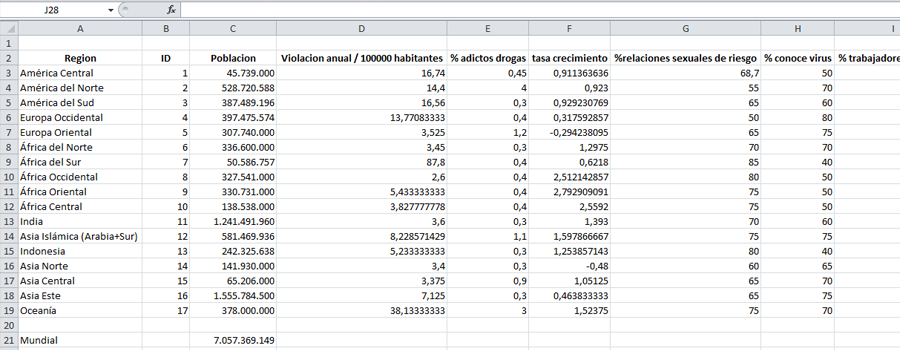 J28 fx
A B C D E F G H I
1
2 Region ID Poblacion Violacion anual / 100000 habitantes % adictos drogas tasa crecimiento %relaciones sexuales de riesgo % conoce virus % trabajadore
3 América Central 1 45.739.000 16,74 0,45 0,911363636 68,7 50
4 América del Norte 2 528.720.588 14,4 4 0,923 55 70
5 América del Sud 3 387.489.196 16,56 0,3 0,929230769 65 60
6 Europa Occidental 4 397.475.574 13,77083333 0,4 0,317592857 50 80
7 Europa Oriental 5 307.740.000 3,525 1,2 -0,294238095 65 75
8 África del Norte 6 336.600.000 3,45 0,3 1,2975 70 70
9 África del Sur 7 50.586.757 87,8 0,4 0,6218 85 40
10 África Occidental 8 327.541.000 2,6 0,4 2,512142857 80 50
11 África Oriental 9 330.731.000 5,433333333 0,4 2,792909091 75 50
12 África Central 10 138.538.000 3,827777778 0,4 2,5592 75 50
13 India 11 1.241.491.960 3,6 0,3 1,393 70 60
14 Asia Islámica (Arabia+Sur) 12 581.469.936 8,228571429 1,1 1,597866667 75 75
15 Indonesia 13 242.325.638 5,233333333 0,3 1,253857143 80 40
16 Asia Norte 14 141.930.000 3,4 0,3 -0,48 60 65
17 Asia Central 15 65.206.000 3,375 0,9 1,05125 65 70
18 Asia Este 16 1.555.784.500 7,125 0,3 0,463833333 65 75
19 Oceanía 17 378.000.000 38,13333333 3 1,52375 75 70
20
21 Mundial 7.057.369.149